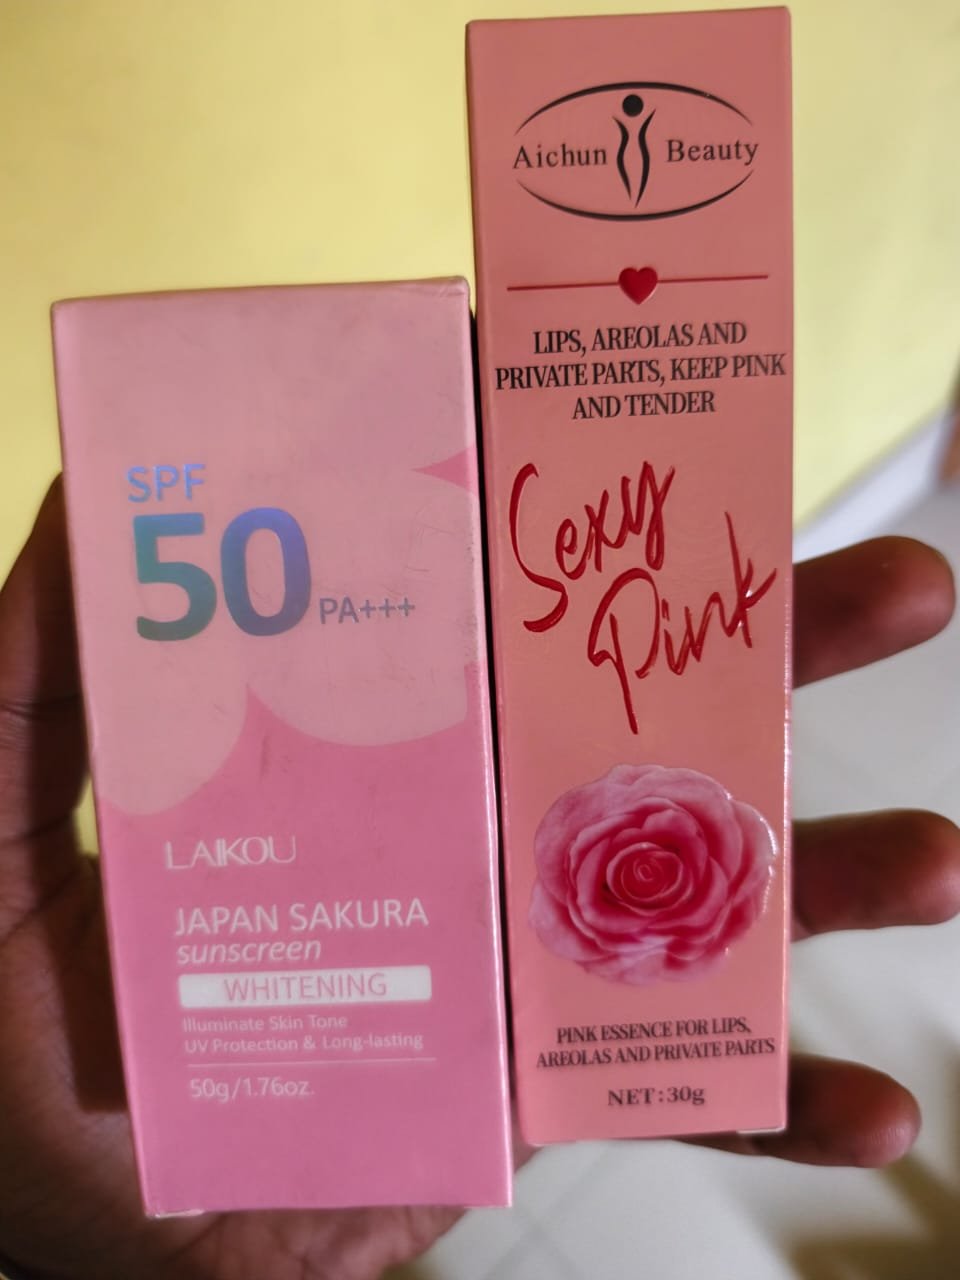 SPF
50 PA+++
LAIKOU
JAPAN SAKURA
sunscreen
WHITENING
Illuminate Skin Tone
UV Protection & Long-lasting
50g/1.76oz.
Aichun Beauty
LIPS, AREOLAS AND
PRIVATE PARTS, KEEP PINK
AND TENDER
Sexy
Pink
PINK ESSENCE FOR LIPS,
AREOLAS AND PRIVATE PARTS
NET:30g